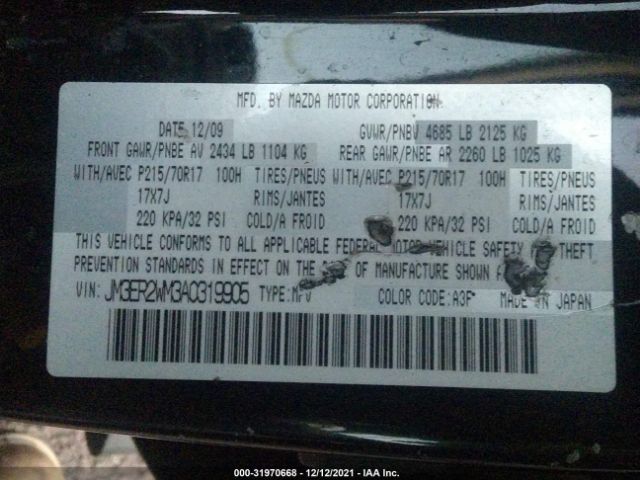 MFD. BY MAZDA MOTOR CORPORATION
DATE 12/09 GVWR/PNBV 4685 LB 2125 KG
FRONT GAWR/PNBE AV 2434 LB 1104 KG REAR GAWR/PNBE AR 2260 LB 1025 KG
WITH/AVEC P215/70R17 100H TIRES/PNEUS WITH/AVEC P215/70R17 100H TIRES/PNEUS
17X7J RIMS/JANTES 17X7J RIMS/JANTES
220 KPA/32 PSI COLD/A FROID 220 KPA/32 PSI COLD/A FROID
THIS VEHICLE CONFORMS TO ALL APPLICABLE FEDERAL MOTOR VEHICLE SAFETY THEFT
PREVENTION STANDARDS IN EFFECT ON THE OF MANUFACTURE SHOWN
VIN: JM3ER2WM3A0319905 TYPE: MPV COLOR CODE: A3F MADE IN JAPAN
000-31970668 - 12/12/2021 - IAA Inc.